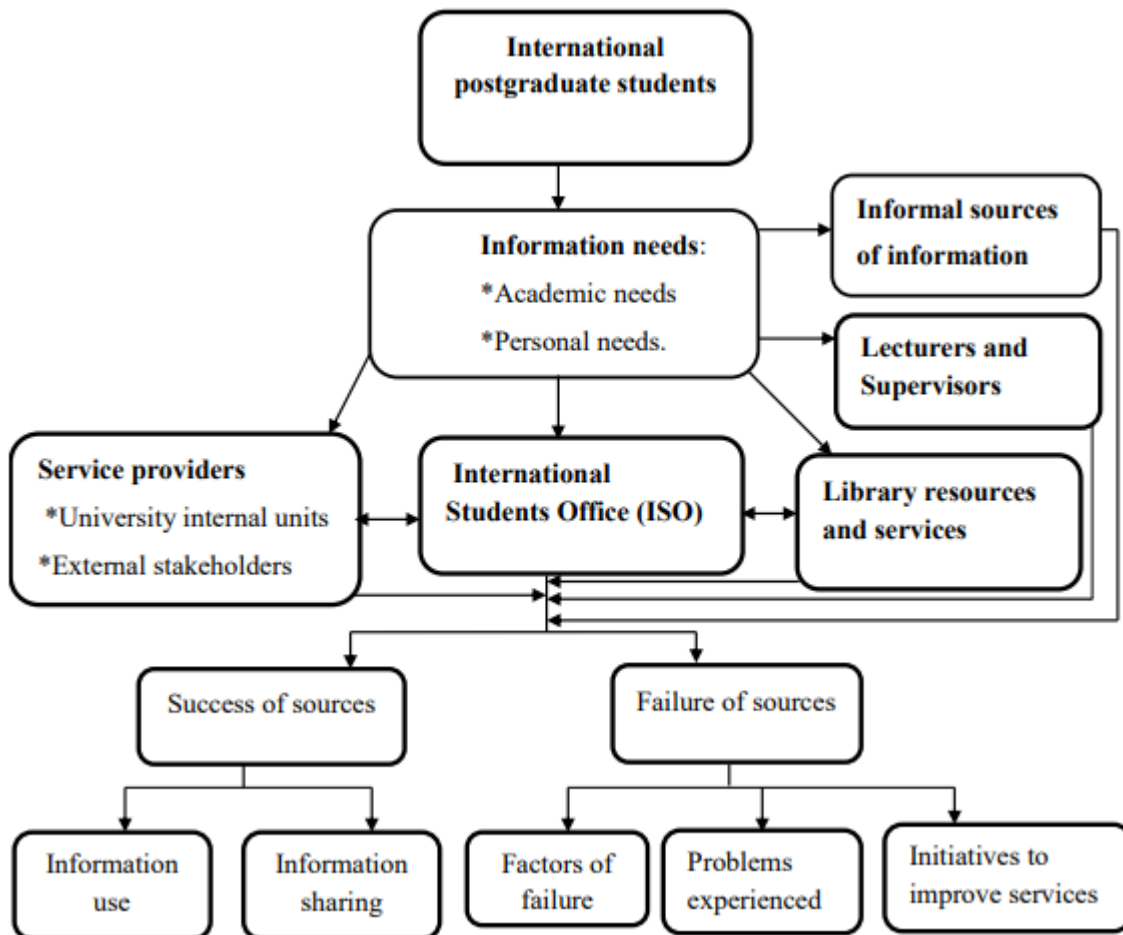 International
postgraduate students
Informal sources
of information
Information needs:
*Academic needs
*Personal needs.
Lecturers and
Supervisors
Service providers
*University internal units
*External stakeholders
International
Students Office (ISO)
Library resources
and services
Success of sources
Failure of sources
Information
use
Information
sharing
Factors of
failure
Problems
experienced
Initiatives to
improve services